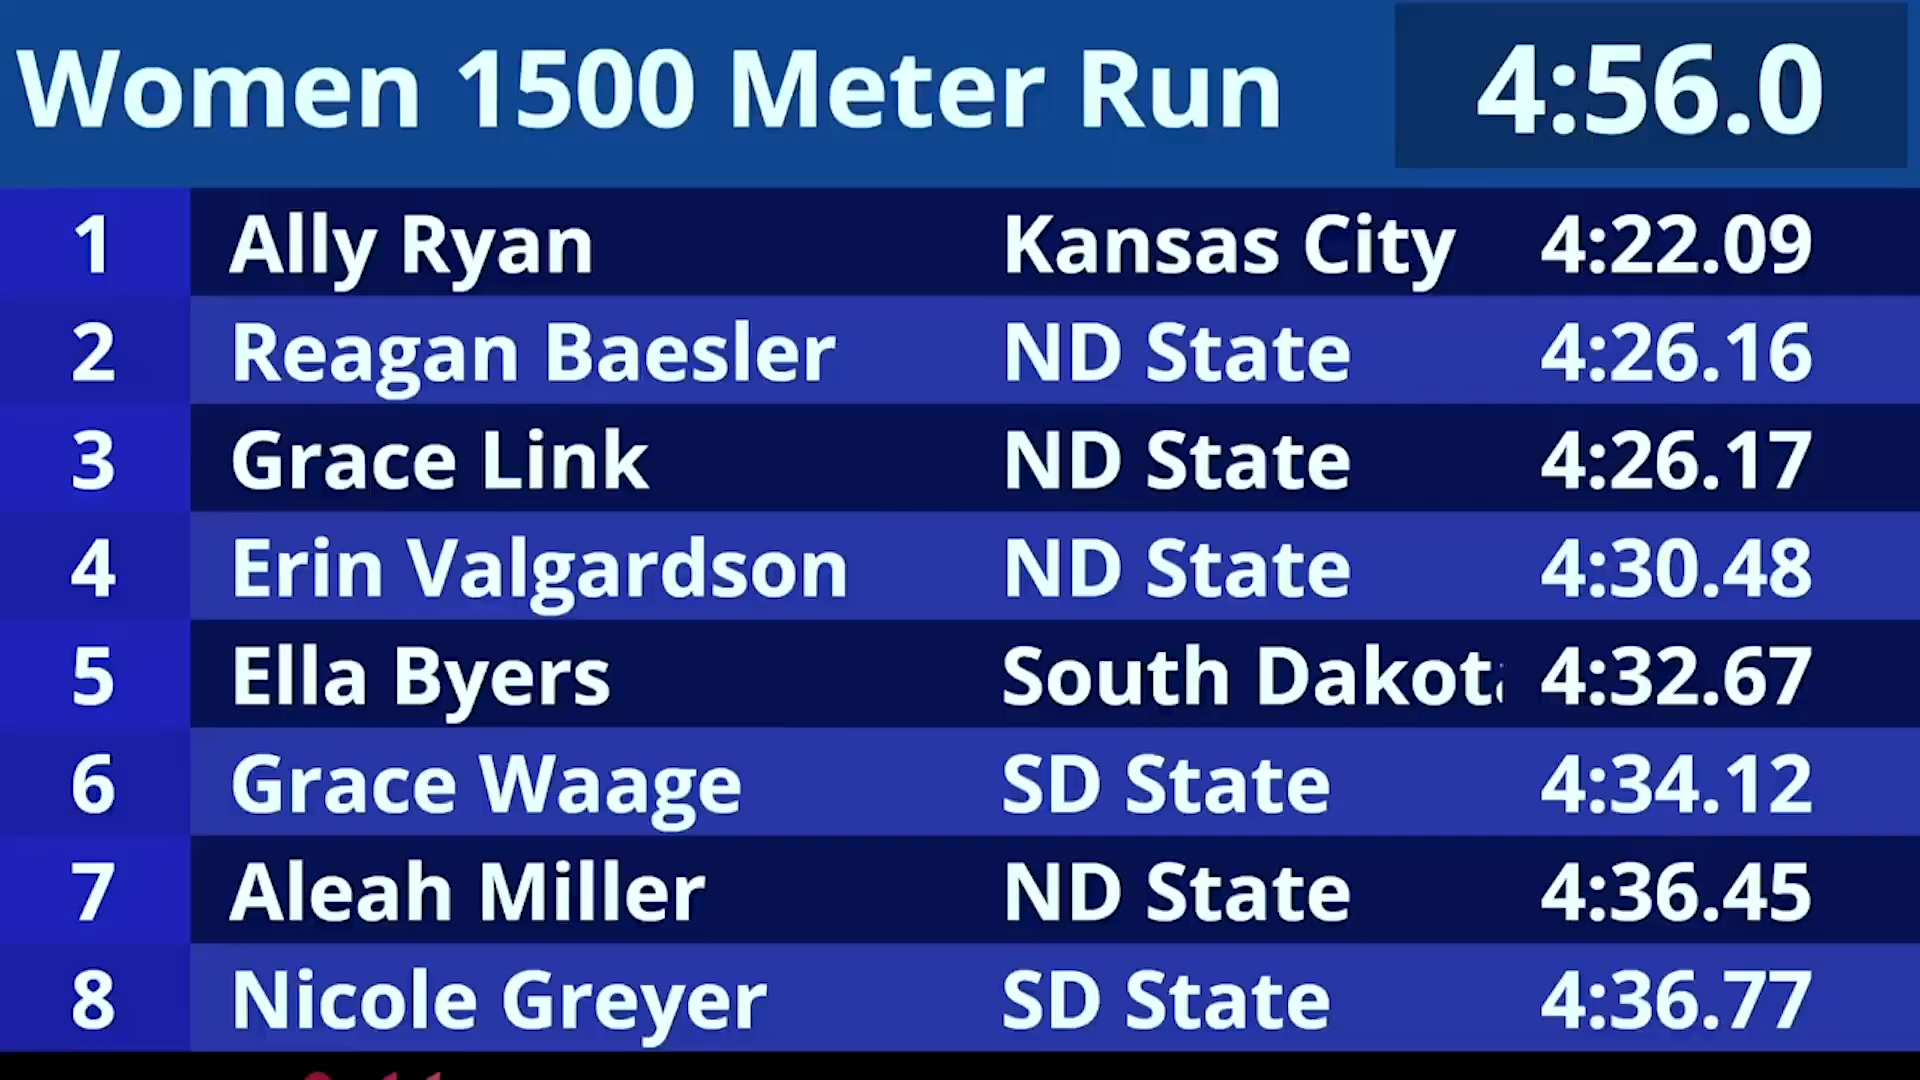 Women 1500 Meter Run 4:56.0
1 Ally Ryan Kansas City 4:22.09
2 Reagan Baesler ND State 4:26.16
3 Grace Link ND State 4:26.17
4 Erin Valgardson ND State 4:30.48
5 Ella Byers South Dakota 4:32.67
6 Grace Waage SD State 4:34.12
7 Aleah Miller ND State 4:36.45
8 Nicole Greyer SD State 4:36.77